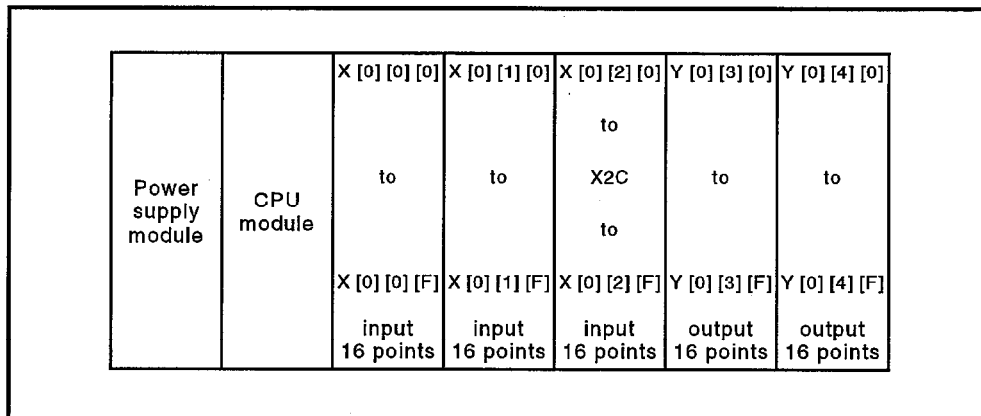 X [0] [0] [0] X [0] [1] [0] X [0] [2] [0] Y [0] [3] [0] Y [0] [4] [0]
to
Power supply module
CPU module
to to X2C to to
to
X [0] [0] [F] X [0] [1] [F] X [0] [2] [F] Y [0] [3] [F] Y [0] [4] [F]
input input input output output
16 points 16 points 16 points 16 points 16 points